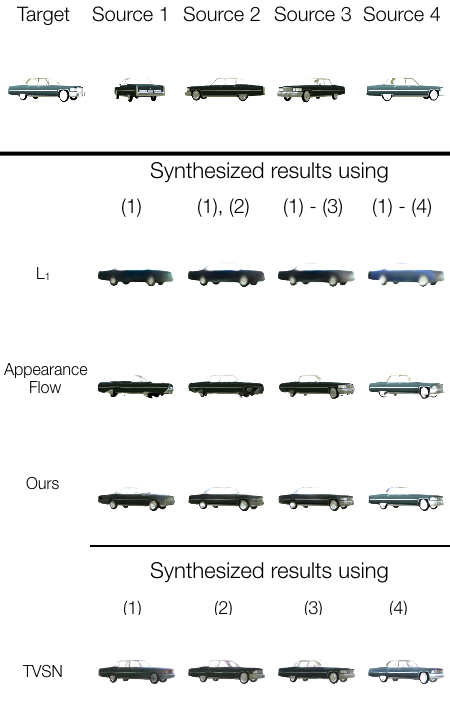 Target Source 1 Source 2 Source 3 Source 4
Synthesized results using
(1) (1), (2) (1) - (3) (1) - (4)
L₁
Appearance
Flow
Ours
Synthesized results using
(1) (2) (3) (4)
TVSN